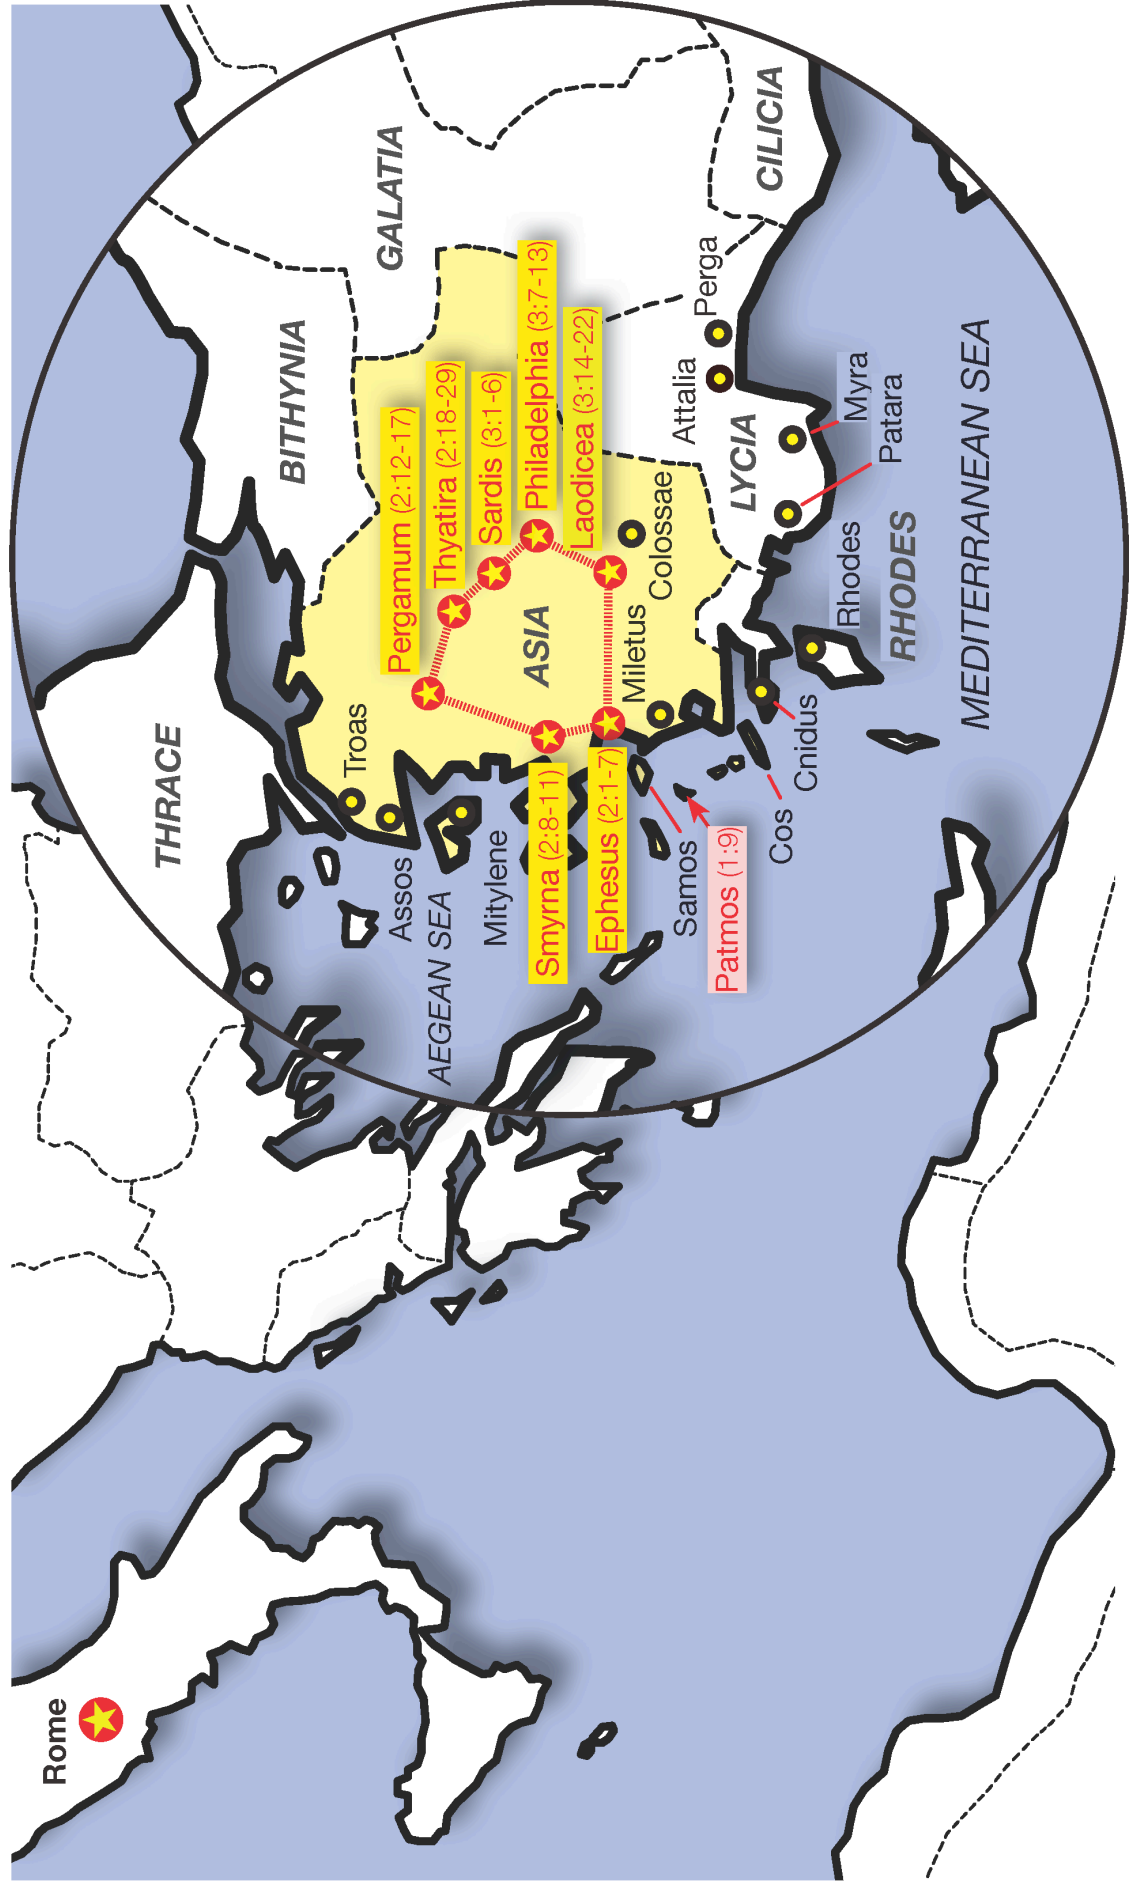 Rome
THRACE
BITHYNIA
GALATIA
CILICIA
Pergamum (2:12-17)
Thyatira (2:18-29)
Sardis (3:1-6)
Philadelphia (3:7-13)
Laodicea (3:14-22)
Troas
Assos
AEGEAN SEA
Mitylene
ASIA
Smyrna (2:8-11)
Ephesus (2:1-7)
Miletus
Colossae
Attalia
Perga
LYCIA
Samos
Patmos (1:9)
Cos
Cnidus
Rhodes
RHODES
Myra
Patara
MEDITERRANEAN SEA